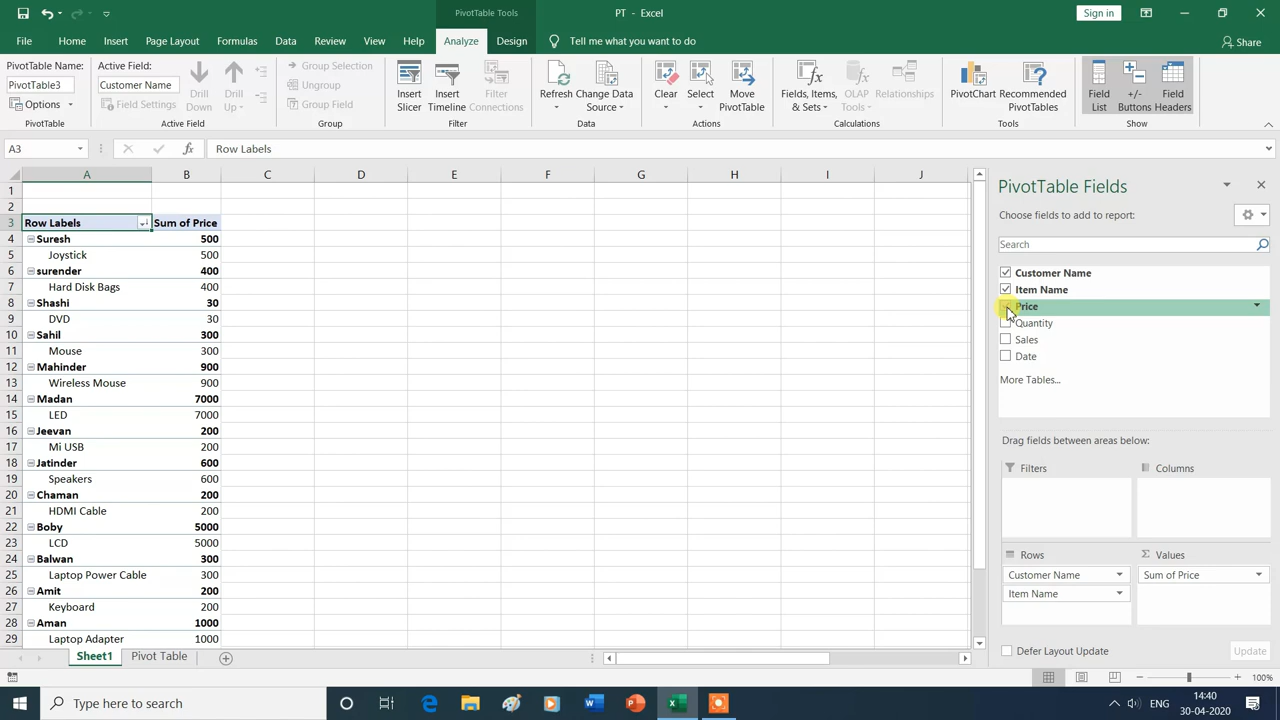 PivotTable Tools
PT - Excel
Sign in
File Home Insert Page Layout Formulas Data Review View Help Analyze Design Tell me what you want to do Share
PivotTable Name:
PivotTable3
Options
PivotTable
Active Field:
Customer Name
Field Settings
Drill Down
Drill Up
Active Field
Group Selection
Ungroup
Group Field
Group
Insert Slicer
Insert Timeline
Filter Connections
Filter
Refresh
Change Data Source
Data
Clear
Select
Move PivotTable
Actions
Fields, Items, & Sets
OLAP Tools
Relationships
Calculations
PivotChart
Recommended PivotTables
Tools
Field List
+/- Buttons
Field Headers
Show
A3
Row Labels
A B C D E F G H I J
1
2
3 Row Labels Sum of Price
4 Suresh 500
5 Joystick 500
6 surender 400
7 Hard Disk Bags 400
8 Shashi 30
9 DVD 30
10 Sahil 300
11 Mouse 300
12 Mahinder 900
13 Wireless Mouse 900
14 Madan 7000
15 LED 7000
16 Jeevan 200
17 Mi USB 200
18 Jatinder 600
19 Speakers 600
20 Chaman 200
21 HDMI Cable 200
22 Boby 5000
23 LCD 5000
24 Balwan 300
25 Laptop Power Cable 300
26 Amit 200
27 Keyboard 200
28 Aman 1000
29 Laptop Adapter 1000
PivotTable Fields
Choose fields to add to report:
Search
Customer Name
Item Name
Price
Quantity
Sales
Date
More Tables...
Drag fields between areas below:
Filters
Columns
Rows
Customer Name
Item Name
Values
Sum of Price
Defer Layout Update
Update
Sheet1 Pivot Table
100%
Type here to search
ENG
14:40
30-04-2020